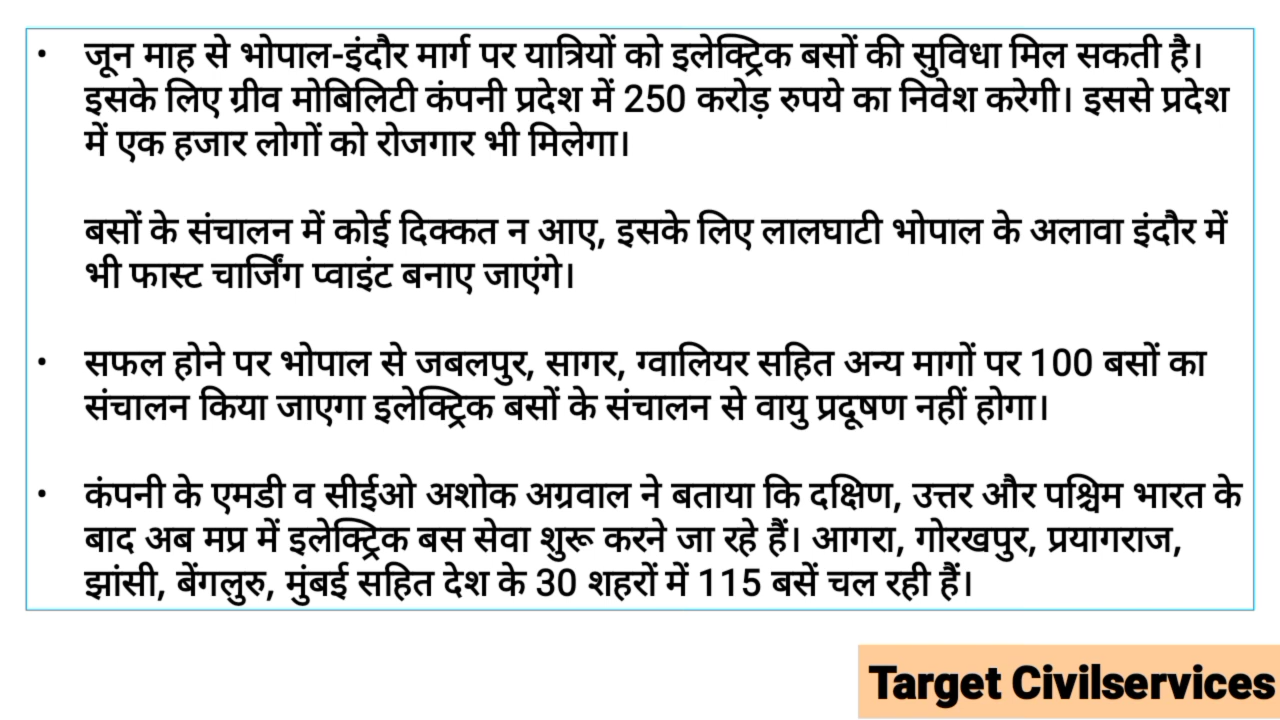 • जून माह से भोपाल-इंदौर मार्ग पर यात्रियों को इलेक्ट्रिक बसों की सुविधा मिल सकती है।
इसके लिए ग्रीव मोबिलिटी कंपनी प्रदेश में 250 करोड़ रुपये का निवेश करेगी। इससे प्रदेश
में एक हजार लोगों को रोजगार भी मिलेगा।
बसों के संचालन में कोई दिक्कत न आए, इसके लिए लालघाटी भोपाल के अलावा इंदौर में
भी फास्ट चार्जिंग प्वाइंट बनाए जाएंगे।
• सफल होने पर भोपाल से जबलपुर, सागर, ग्वालियर सहित अन्य मागों पर 100 बसों का
संचालन किया जाएगा इलेक्ट्रिक बसों के संचालन से वायु प्रदूषण नहीं होगा।
• कंपनी के एमडी व सीईओ अशोक अग्रवाल ने बताया कि दक्षिण, उत्तर और पश्चिम भारत के
बाद अब मप्र में इलेक्ट्रिक बस सेवा शुरू करने जा रहे हैं। आगरा, गोरखपुर, प्रयागराज,
झांसी, बेंगलुरु, मुंबई सहित देश के 30 शहरों में 115 बसें चल रही हैं।
Target Civilservices